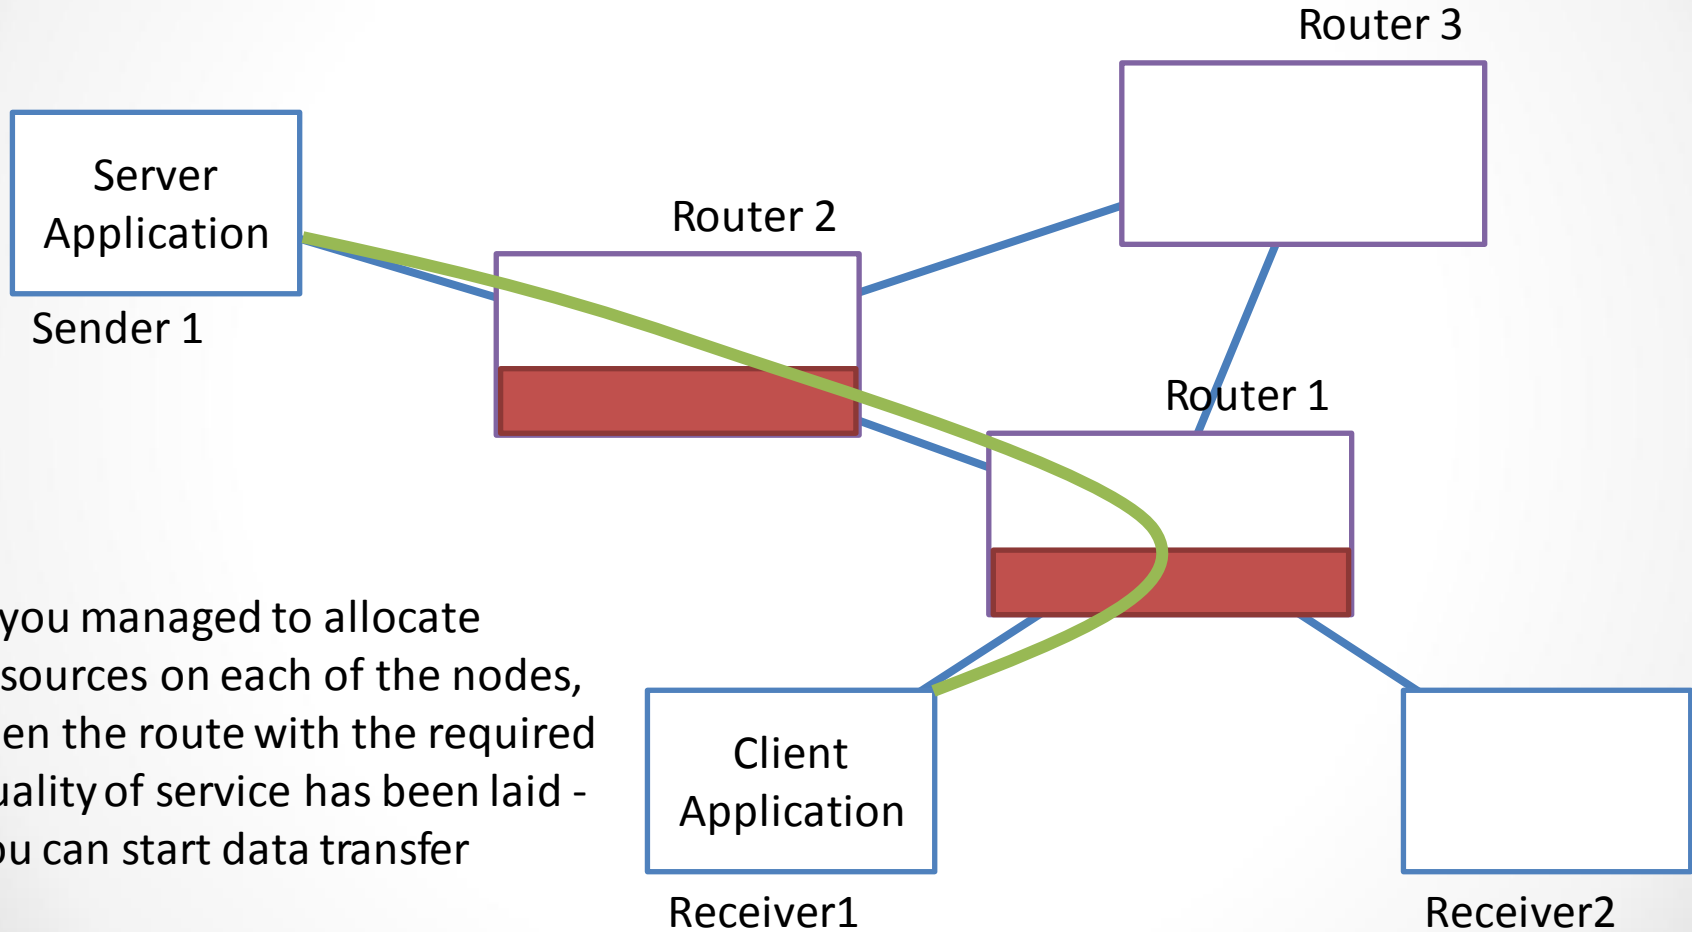 Router 3
Server
Application
Router 2
Sender 1
Router 1
you managed to allocate
sources on each of the nodes,
en the route with the required
uality of service has been laid -
ou can start data transfer
Client
Application
Receiver1
Receiver2